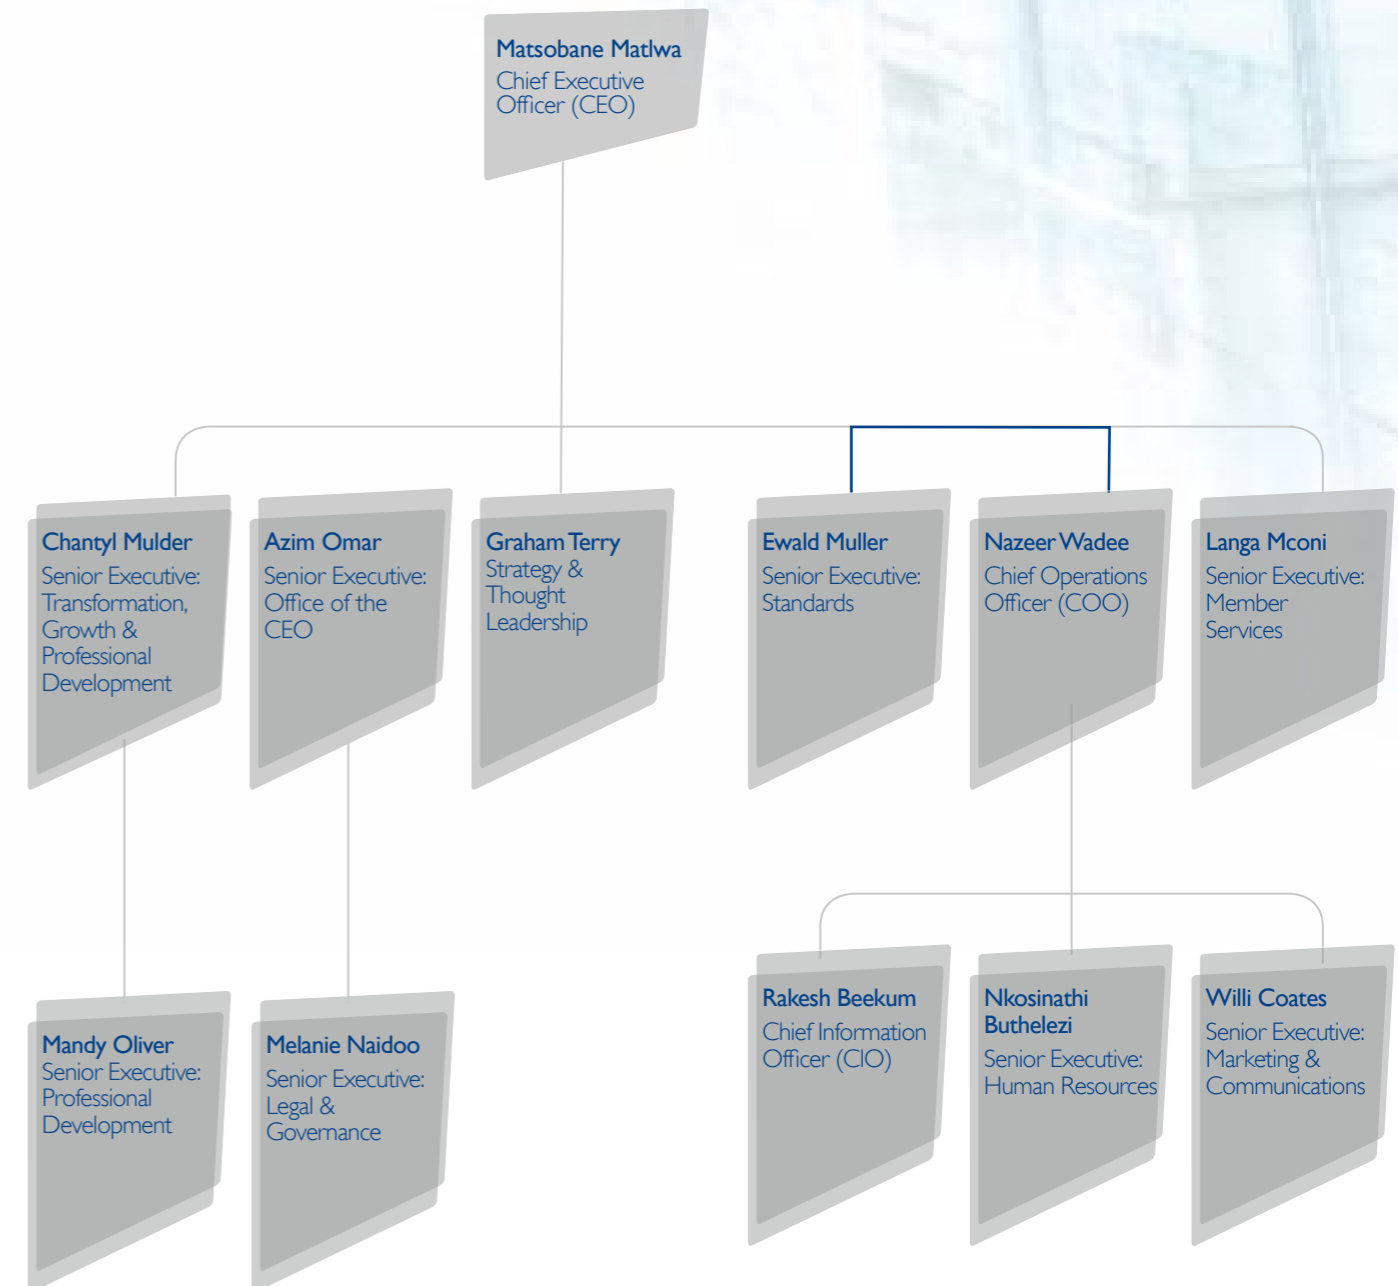 Matsobane Matlwa
Chief Executive
Officer (CEO)
Chantyl Mulder
Senior Executive:
Transformation,
Growth &
Professional
Development
Azim Omar
Senior Executive:
Office of the
CEO
Graham Terry
Strategy &
Thought
Leadership
Ewald Muller
Senior Executive:
Standards
Nazeer Wadee
Chief Operations
Officer (COO)
Langa Mconi
Senior Executive:
Member
Services
Mandy Oliver
Senior Executive:
Professional
Development
Melanie Naidoo
Senior Executive:
Legal &
Governance
Rakesh Beekum
Chief Information
Officer (CIO)
Nkosinathi
Buthelezi
Senior Executive:
Human Resources
Willi Coates
Senior Executive:
Marketing &
Communications